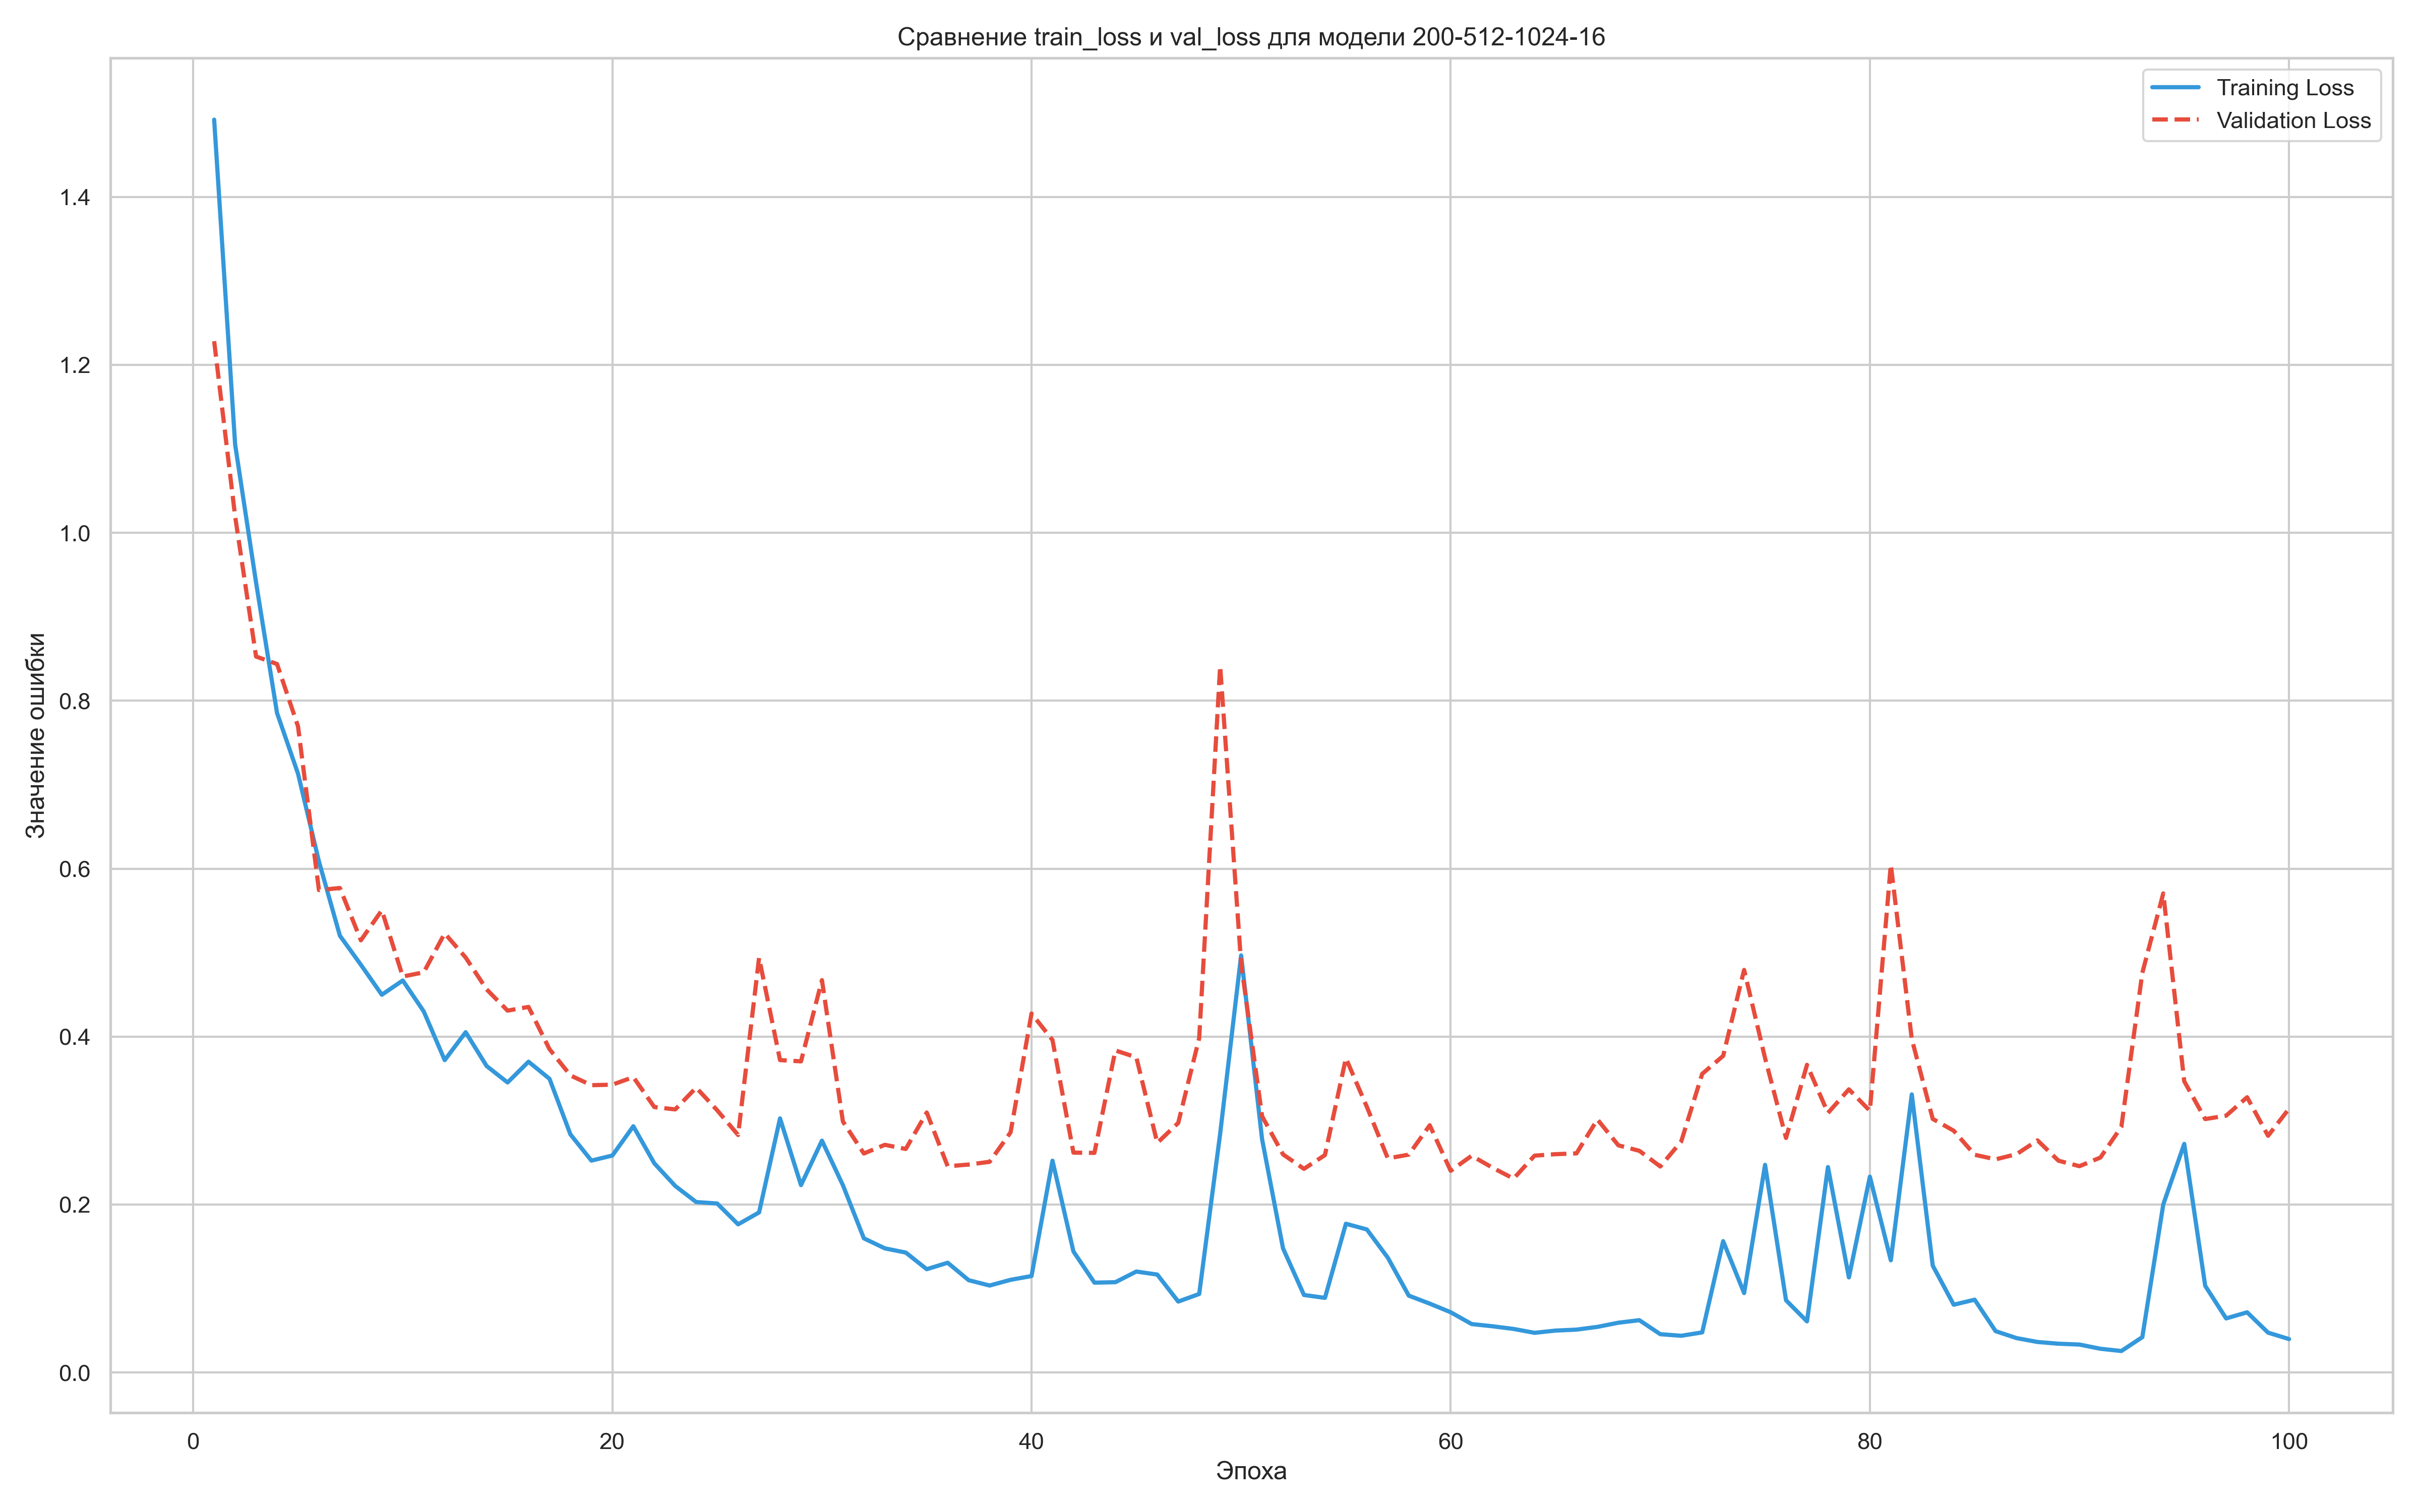 Сравнение train_loss и val_loss для модели 200-512-1024-16
Training Loss
Validation Loss
1.4
1.2
1.0
0.8
0.6
0.4
0.2
0.0
Значение ошибки
0 20 40 60 80 100
Эпоха